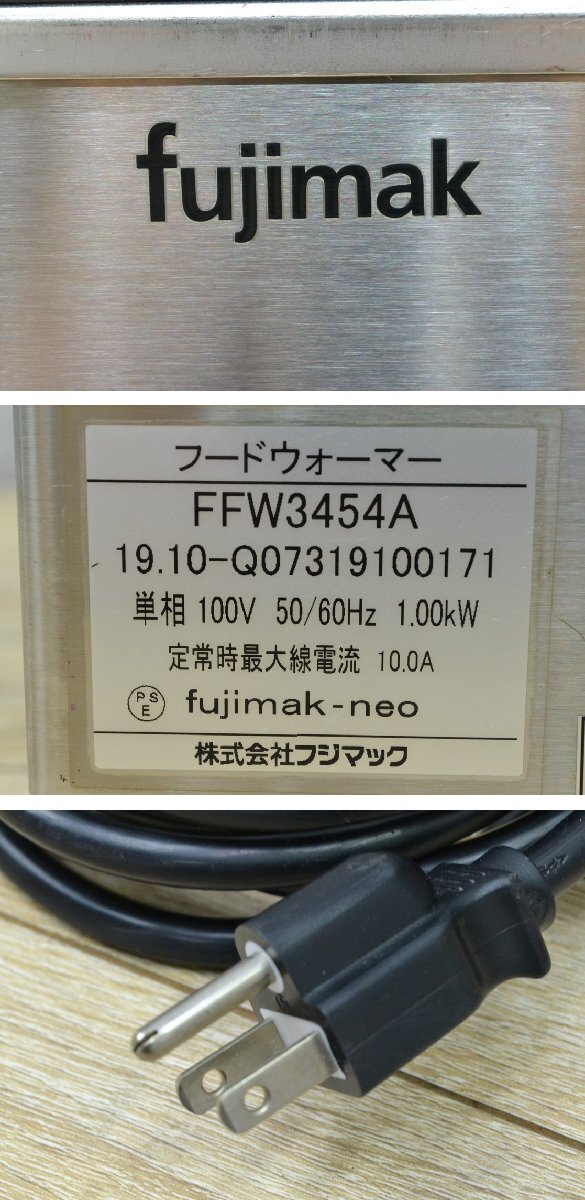 fujimak
フードウォーマー
FFW3454A
19.10-Q07319100171
単相 100V 50/60Hz 1.00kW
定常時最大線電流 10.0A
PSE fujimak-neo
株式会社フジマック